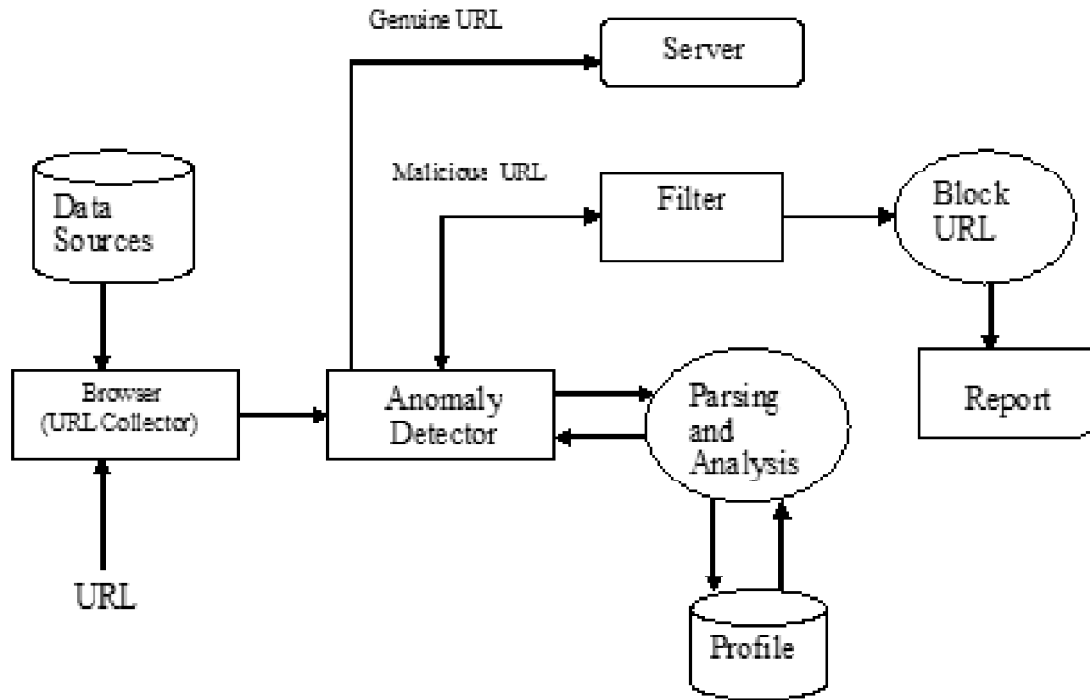 Genuine URL
Server
Malicious URL
Filter
Block
URL
Data
Sources
Browser
(URL Collector)
Anomaly
Detector
Parsing
and
Analysis
Report
URL
Profile